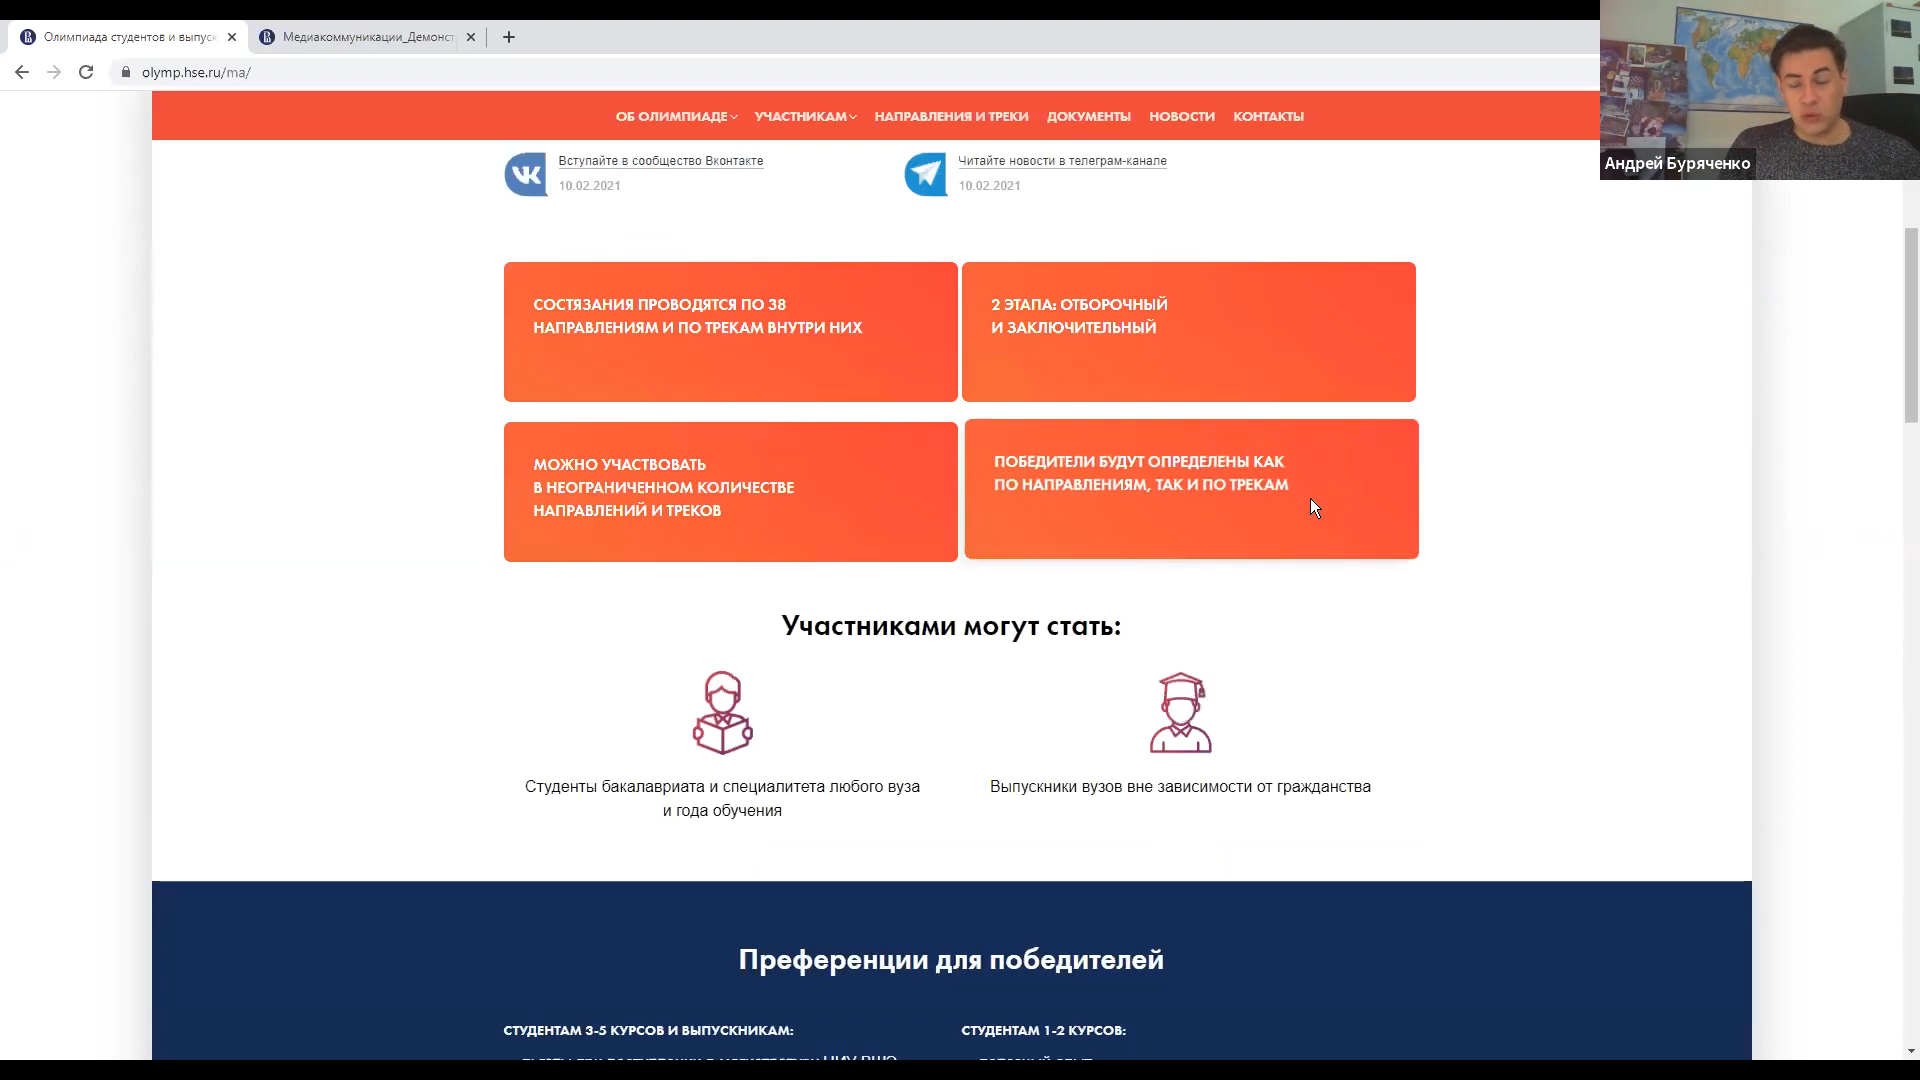 Олимпиада студентов и выпуск
Медиакоммуникации_Демонст
olymp.hse.ru/ma/
ОБ ОЛИМПИАДЕ
УЧАСТНИКАМ
НАПРАВЛЕНИЯ И ТРЕКИ
ДОКУМЕНТЫ
НОВОСТИ
КОНТАКТЫ
Андрей Буряченко
Вступайте в сообщество Вконтакте
10.02.2021
Читайте новости в телеграм-канале
10.02.2021
СОСТЯЗАНИЯ ПРОВОДЯТСЯ ПО 38
НАПРАВЛЕНИЯМ И ПО ТРЕКАМ ВНУТРИ НИХ
2 ЭТАПА: ОТБОРОЧНЫЙ
И ЗАКЛЮЧИТЕЛЬНЫЙ
МОЖНО УЧАСТВОВАТЬ
В НЕОГРАНИЧЕННОМ КОЛИЧЕСТВЕ
НАПРАВЛЕНИЙ И ТРЕКОВ
ПОБЕДИТЕЛИ БУДУТ ОПРЕДЕЛЕНЫ КАК
ПО НАПРАВЛЕНИЯМ, ТАК И ПО ТРЕКАМ
Участниками могут стать:
Студенты бакалавриата и специалитета любого вуза
и года обучения
Выпускники вузов вне зависимости от гражданства
Преференции для победителей
СТУДЕНТАМ 3-5 КУРСОВ И ВЫПУСКНИКАМ:
СТУДЕНТАМ 1-2 КУРСОВ: